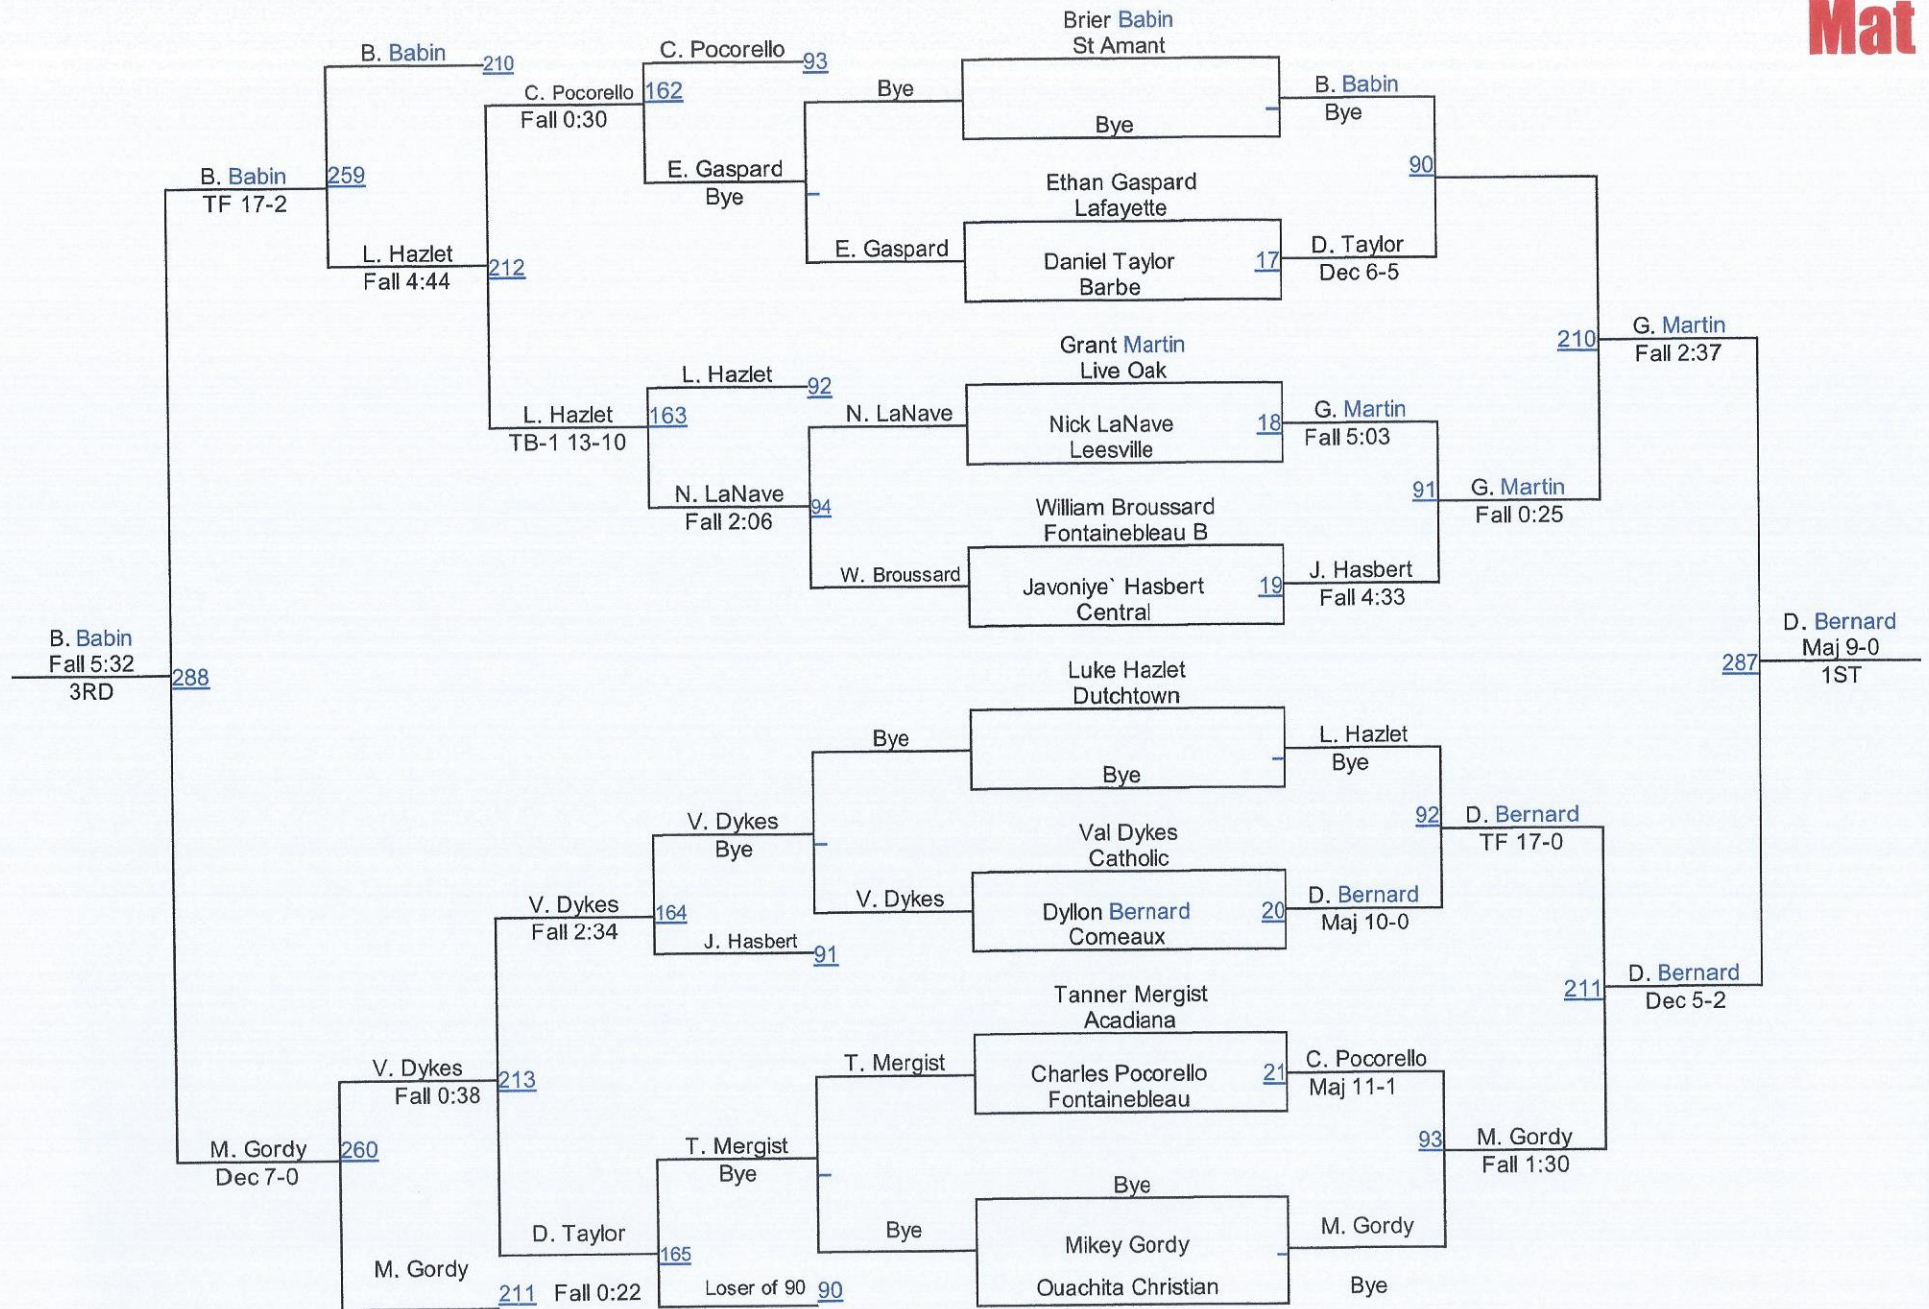 Mat
Brier Babin
St Amant
Bye
B. Babin
Bye
90
Ethan Gaspard
Lafayette
Daniel Taylor
Barbe
17
D. Taylor
Dec 6-5
Grant Martin
Live Oak
Nick LaNave
Leesville
18
G. Martin
Fall 5:03
William Broussard
Fontainebleau B
Javoniye` Hasbert
Central
19
J. Hasbert
Fall 4:33
91
G. Martin
Fall 0:25
210
G. Martin
Fall 2:37
Luke Hazlet
Dutchtown
Bye
L. Hazlet
Bye
Val Dykes
Catholic
Dyllon Bernard
Comeaux
20
D. Bernard
Maj 10-0
92
D. Bernard
TF 17-0
Tanner Mergist
Acadiana
Charles Pocorello
Fontainebleau
21
C. Pocorello
Maj 11-1
Bye
Mikey Gordy
Ouachita Christian
M. Gordy
Bye
93
M. Gordy
Fall 1:30
211
D. Bernard
Dec 5-2
287
D. Bernard
Maj 9-0
1ST
Bye
E. Gaspard
E. Gaspard
Bye
C. Pocorello
93
162
C. Pocorello
Fall 0:30
N. LaNave
W. Broussard
94
N. LaNave
Fall 2:06
L. Hazlet
92
163
L. Hazlet
TB-1 13-10
212
L. Hazlet
Fall 4:44
B. Babin
210
259
B. Babin
TF 17-2
Bye
V. Dykes
V. Dykes
Bye
J. Hasbert
91
164
V. Dykes
Fall 2:34
T. Mergist
Bye
T. Mergist
Bye
Loser of 90
90
165
D. Taylor
Fall 0:22
213
V. Dykes
Fall 0:38
M. Gordy
211
260
M. Gordy
Dec 7-0
288
B. Babin
Fall 5:32
3RD